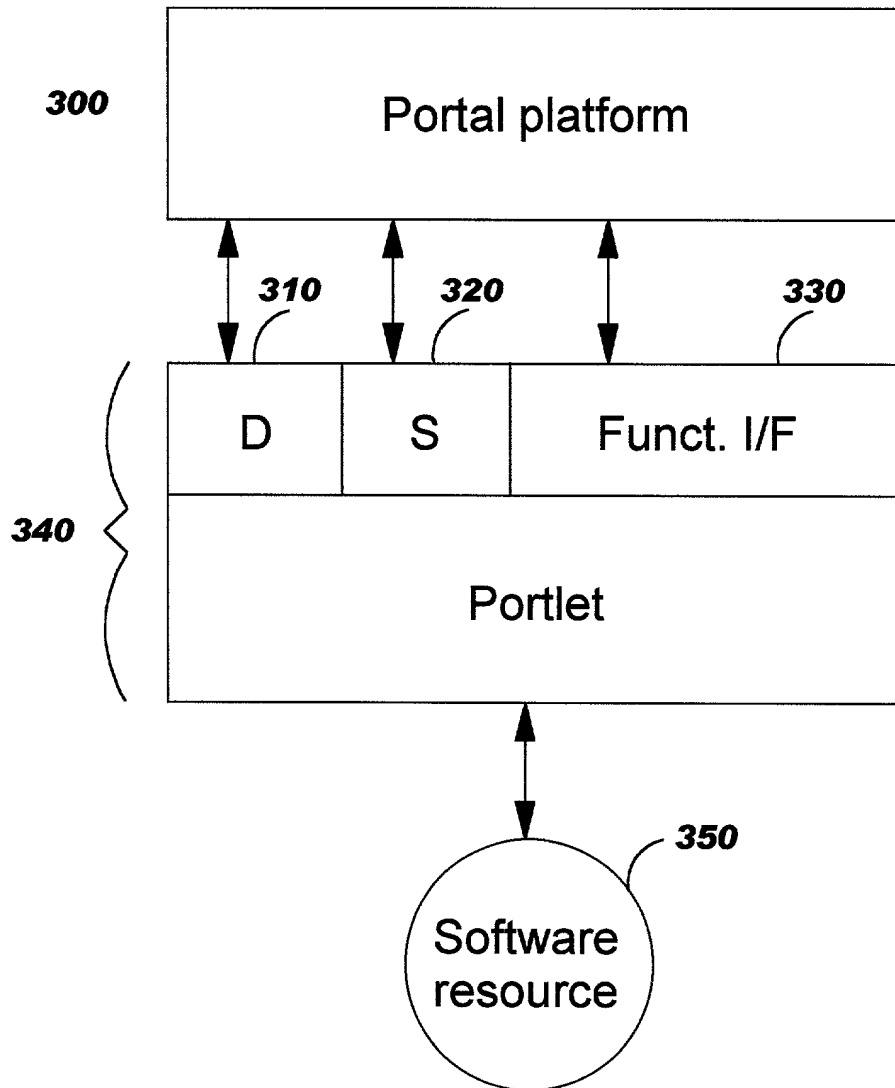 300
Portal platform
310
320
330
D
S
Funct. I/F
340
Portlet
350
Software
resource